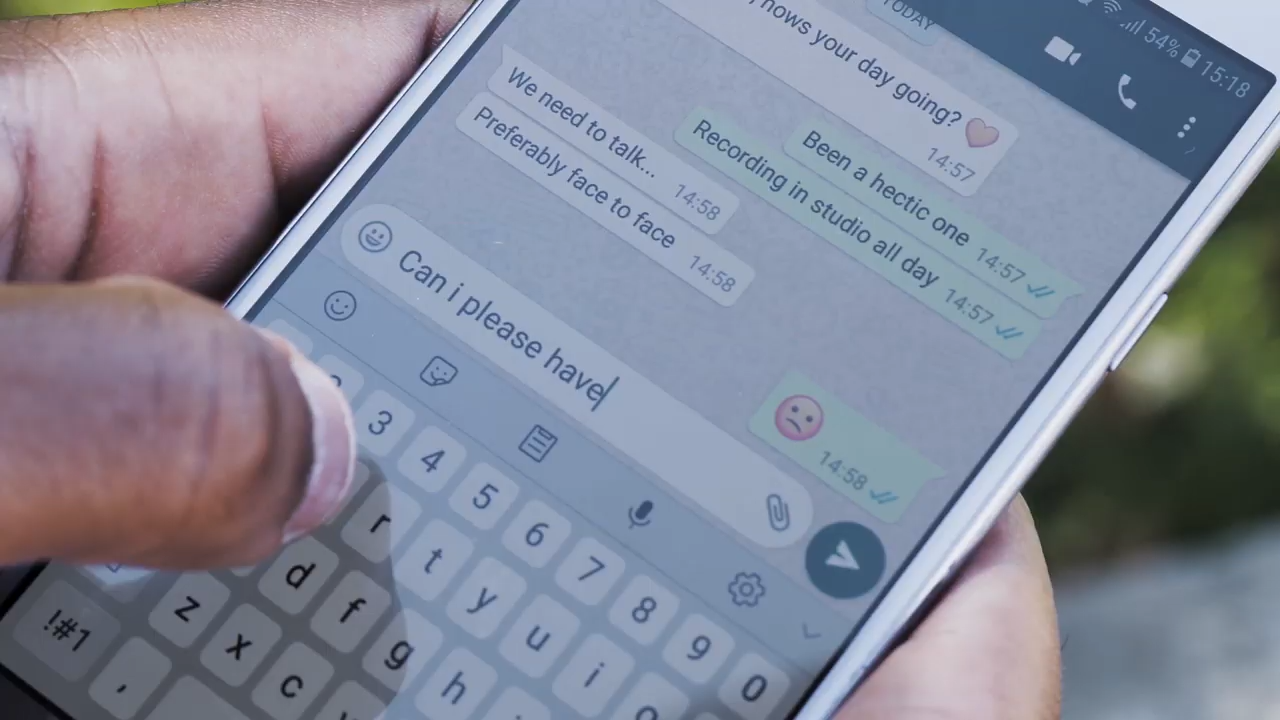 54% 15:18
TODAY
, hows your day going? ❤
14:57
Been a hectic one 14:57
Recording in studio all day 14:57
We need to talk... 14:58
Preferably face to face 14:58
14:58
Can i please have
3 4 5 6 7 8 9 0
r t y u i o
d f g h
!#1 z x c v
,